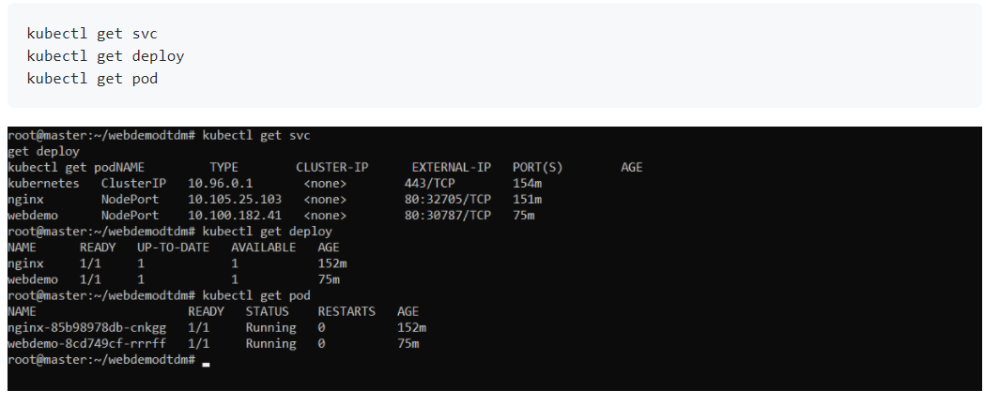 kubectl get svc
kubectl get deploy
kubectl get pod
root@master:~/webdemodtdm# kubectl get svc
get deploy
kubectl get podNAME         TYPE        CLUSTER-IP      EXTERNAL-IP   PORT(S)        AGE
kubernetes   ClusterIP   10.96.0.1       <none>        443/TCP        154m
nginx        NodePort    10.105.25.103   <none>        80:32705/TCP   151m
webdemo      NodePort    10.100.182.41   <none>        80:30787/TCP   75m
root@master:~/webdemodtdm# kubectl get deploy
NAME      READY   UP-TO-DATE   AVAILABLE   AGE
nginx     1/1     1            1           152m
webdemo   1/1     1            1           75m
root@master:~/webdemodtdm# kubectl get pod
NAME                     READY   STATUS    RESTARTS   AGE
nginx-85b98978db-cnkgg   1/1     Running   0          152m
webdemo-8cd749cf-rrrff   1/1     Running   0          75m
root@master:~/webdemodtdm#